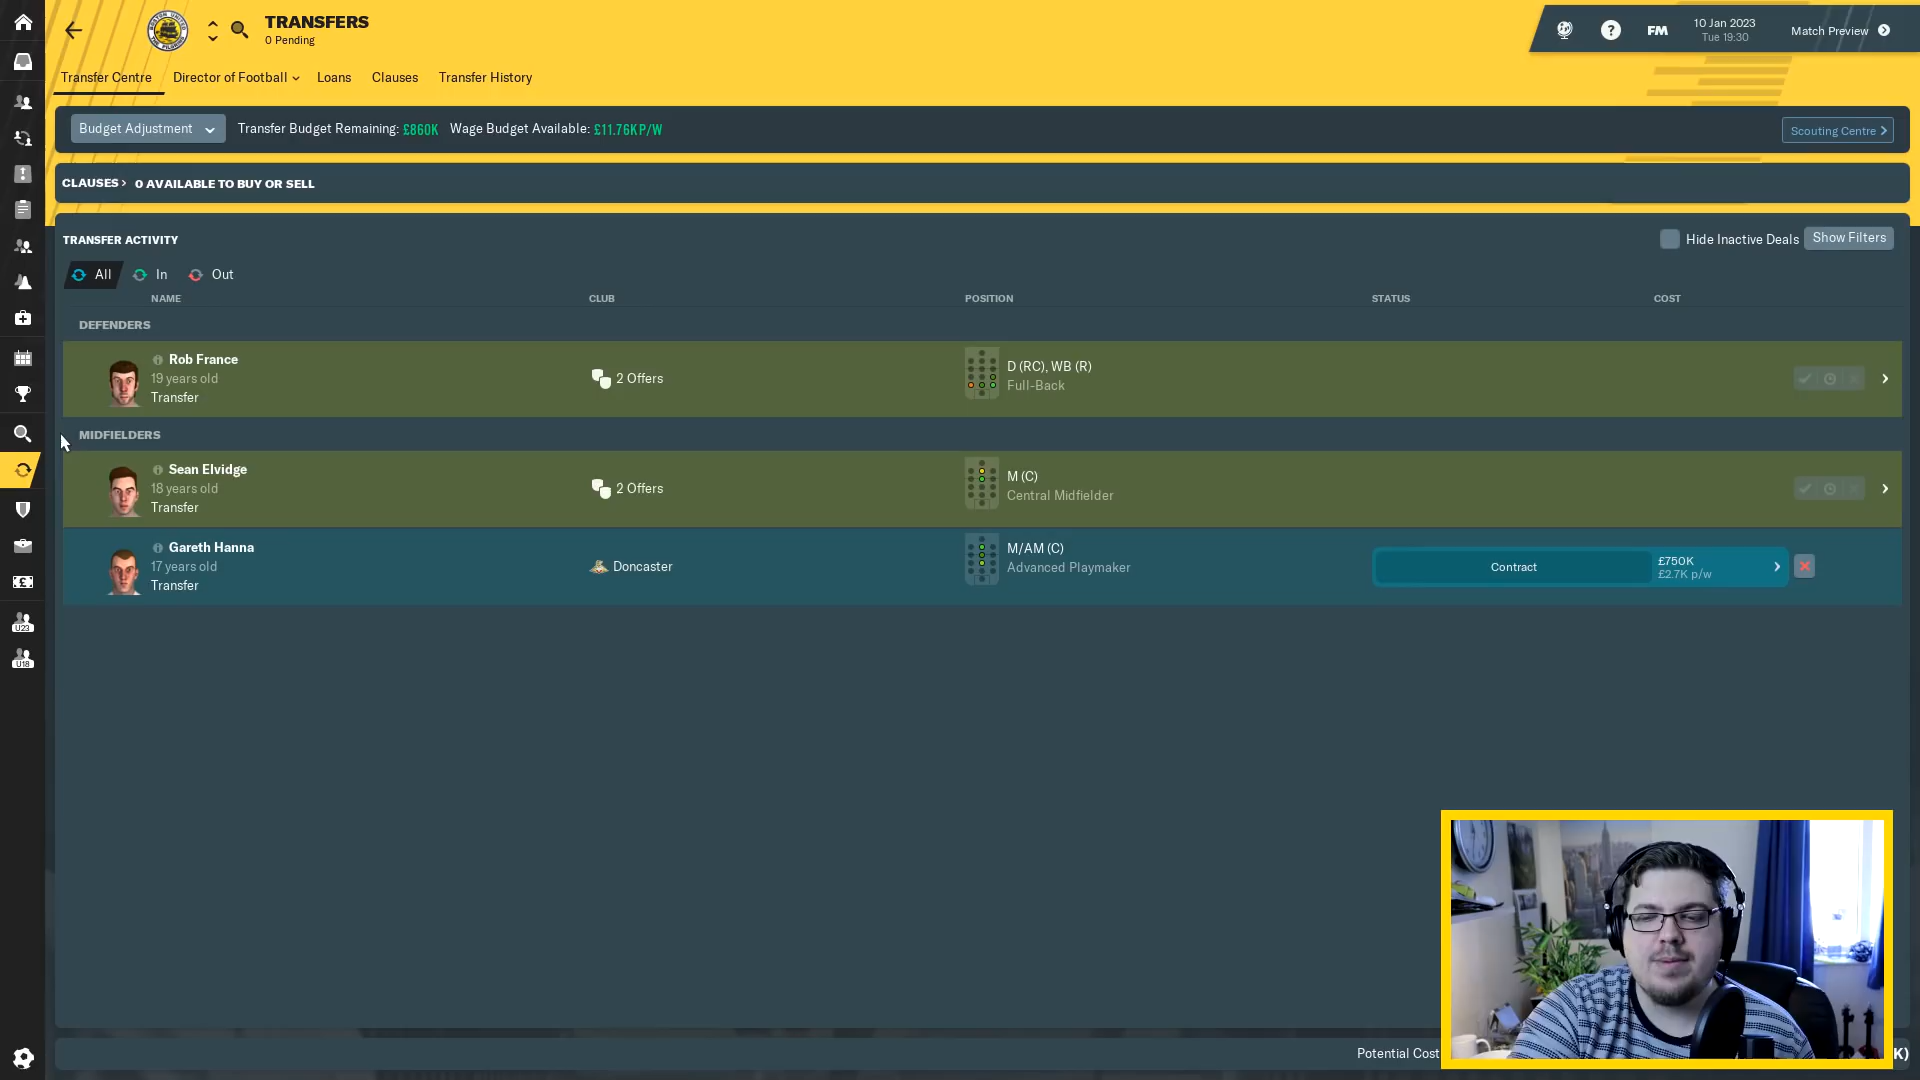 TRANSFERS
0 Pending
FM
10 Jan 2023
Tue 19:30
Match Preview
Transfer Centre
Director of Football
Loans
Clauses
Transfer History
Budget Adjustment
Transfer Budget Remaining: £860K
Wage Budget Available: £11.76K P/W
Scouting Centre
CLAUSES
0 AVAILABLE TO BUY OR SELL
TRANSFER ACTIVITY
Hide Inactive Deals
Show Filters
All
In
Out
NAME
CLUB
POSITION
STATUS
COST
DEFENDERS
Rob France
19 years old
Transfer
2 Offers
D (RC), WB (R)
Full-Back
MIDFIELDERS
Sean Elvidge
18 years old
Transfer
2 Offers
M (C)
Central Midfielder
Gareth Hanna
17 years old
Transfer
Doncaster
M/AM (C)
Advanced Playmaker
Contract
£750K
£2.7K p/w
U23
U18
Potential Cost
K)